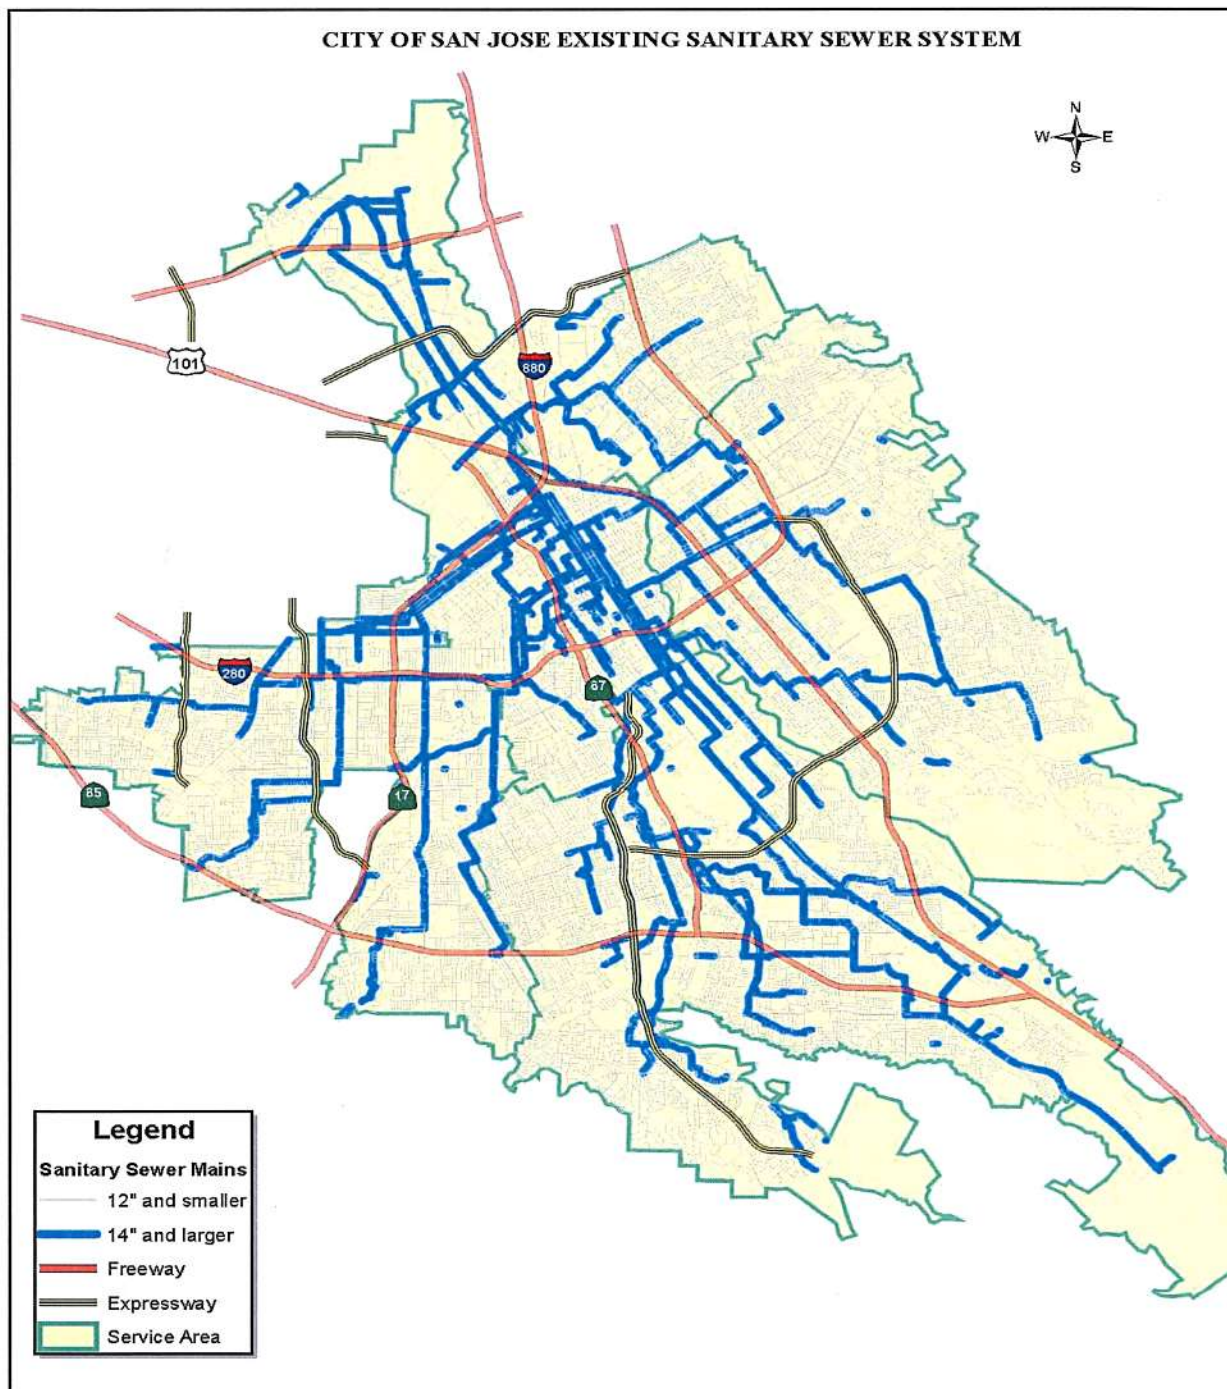 CITY OF SAN JOSE EXISTING SANITARY SEWER SYSTEM
N
W E
S
101
880
280
87
85
17
Legend
Sanitary Sewer Mains
12" and smaller
14" and larger
Freeway
Expressway
Service Area